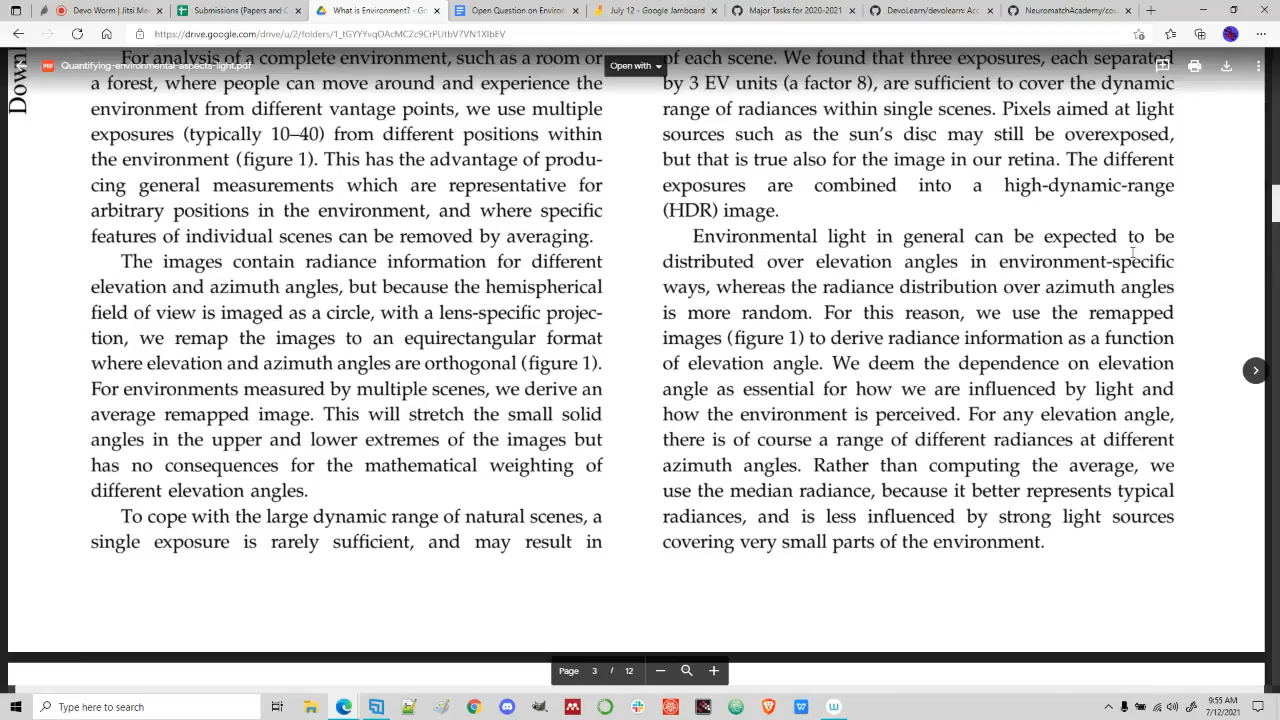 Devo Met
Submissions (Papers and C
Jitsi Meet
What is Environment? - G
Open Question on Environ
July 12 - Google Jamboard
Major Tasks for 2020-2021
DevoLearn/devolearn: Acc
NeuromatchAcademy/prec
https://drive.google.com/drive/u/2/folders/1_tGYYvqOAcMCZc9CrPUtbV7VN1XIbEV
Quantifying-environmental-aspects-light.pdf
Open with
Down
For analysis of a complete environment, such as a room or
a forest, where people can move around and experience the
environment from different vantage points, we use multiple
exposures (typically 10–40) from different positions within
the environment (figure 1). This has the advantage of produ-
cing general measurements which are representative for
arbitrary positions in the environment, and where specific
features of individual scenes can be removed by averaging.
The images contain radiance information for different
elevation and azimuth angles, but because the hemispherical
field of view is imaged as a circle, with a lens-specific projec-
tion, we remap the images to an equirectangular format
where elevation and azimuth angles are orthogonal (figure 1).
For environments measured by multiple scenes, we derive an
average remapped image. This will stretch the small solid
angles in the upper and lower extremes of the images but
has no consequences for the mathematical weighting of
different elevation angles.
To cope with the large dynamic range of natural scenes, a
single exposure is rarely sufficient, and may result in
of each scene. We found that three exposures, each separated
by 3 EV units (a factor 8), are sufficient to cover the dynamic
range of radiances within single scenes. Pixels aimed at light
sources such as the sun's disc may still be overexposed,
but that is true also for the image in our retina. The different
exposures are combined into a high-dynamic-range
(HDR) image.
Environmental light in general can be expected to be
distributed over elevation angles in environment-specific
ways, whereas the radiance distribution over azimuth angles
is more random. For this reason, we use the remapped
images (figure 1) to derive radiance information as a function
of elevation angle. We deem the dependence on elevation
angle as essential for how we are influenced by light and
how the environment is perceived. For any elevation angle,
there is of course a range of different radiances at different
azimuth angles. Rather than computing the average, we
use the median radiance, because it better represents typical
radiances, and is less influenced by strong light sources
covering very small parts of the environment.
Page 3 / 12
Type here to search
9:55 AM
7/12/2021